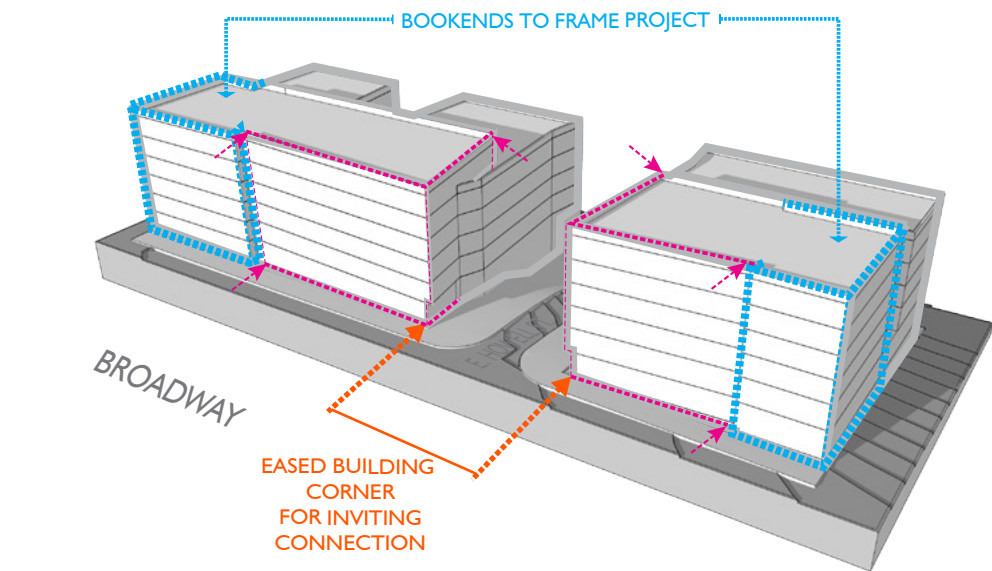 BOOKENDS TO FRAME PROJECT
BROADWAY
EASED BUILDING
CORNER
FOR INVITING
CONNECTION